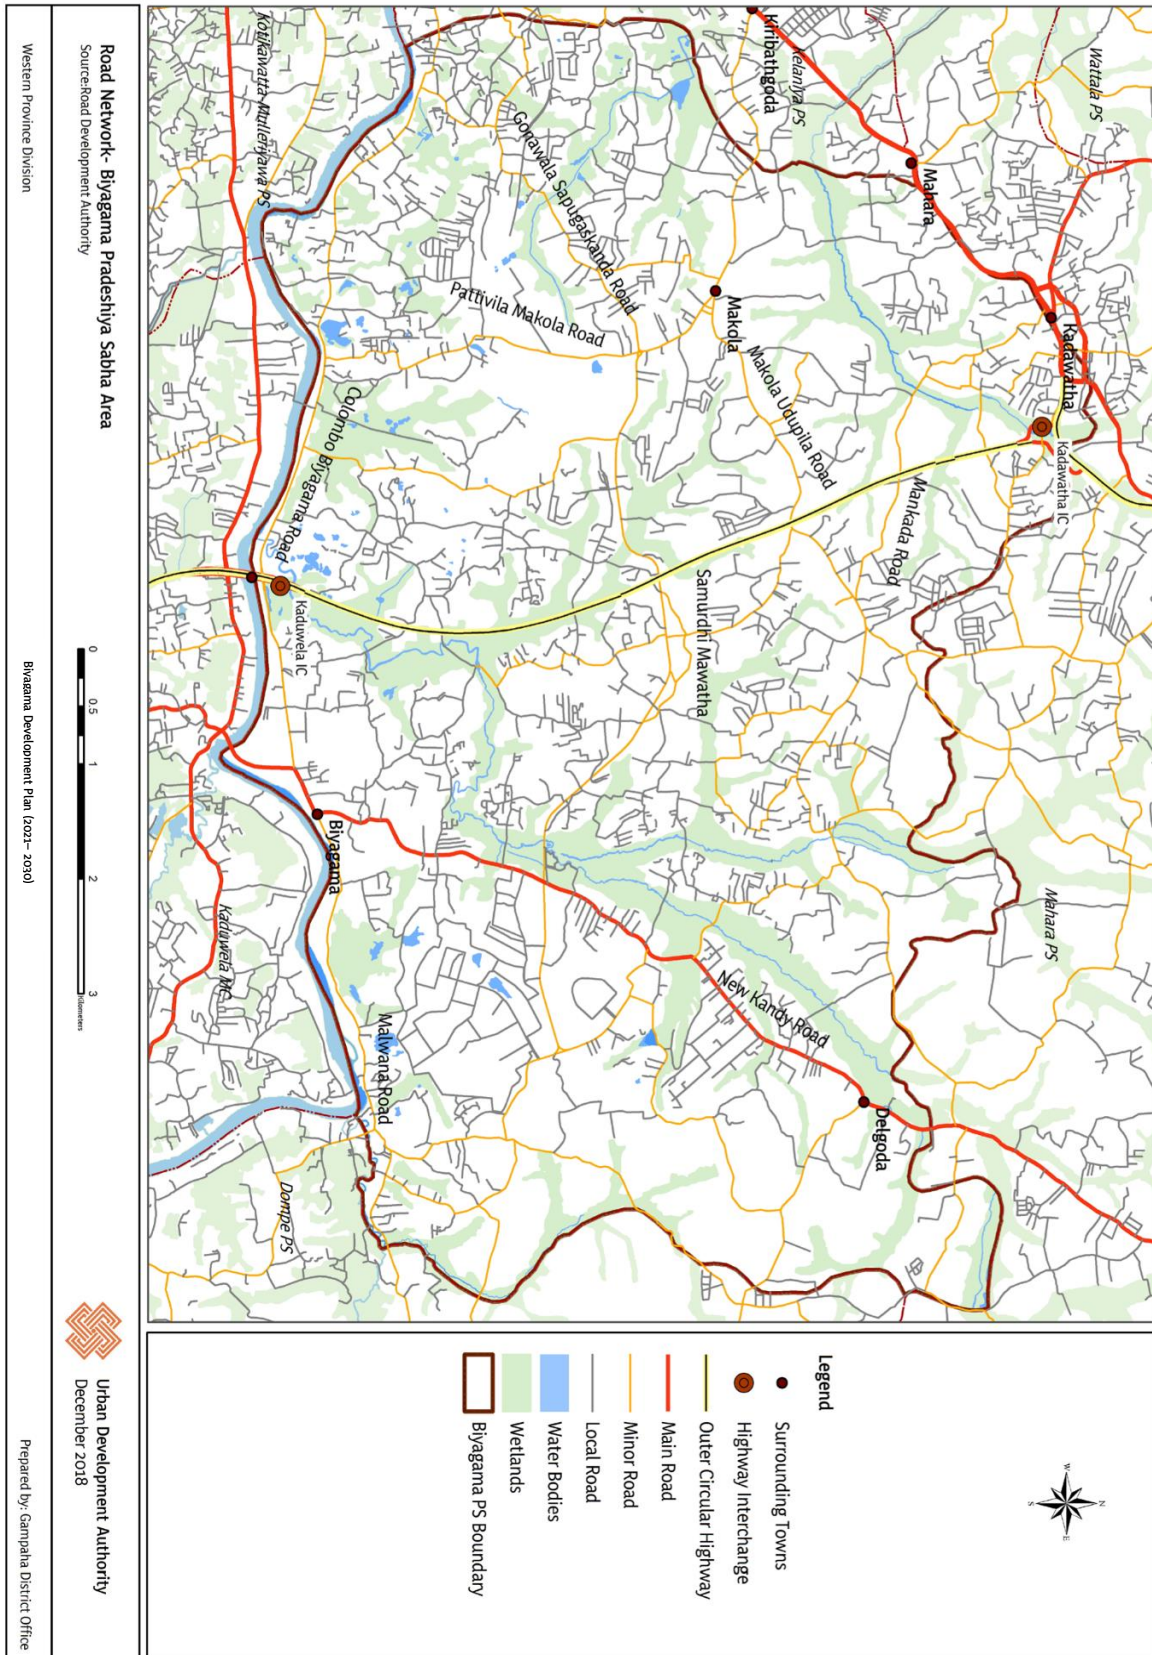 Kotikawatta Mulleriyawa PS
Kelaniya PS
Wattala PS
Kiribathgoda
Mahara
Gonawala Sapugaskanda Road
Pattivila Makola Road
Makola
Makola Udupila Road
Kadawatha
Kadawatha IC
Mankada Road
Samurdhi Mawatha
Colombo Biyagama Road
Kaduwela IC
Biyagama
Kaduwela MC
Mahara PS
New Kandy Road
Malwana Road
Delgoda
Dompe PS
N
W
E
S
Legend
Surrounding Towns
Highway Interchange
Outer Circular Highway
Main Road
Minor Road
Local Road
Water Bodies
Wetlands
Biyagama PS Boundary
Road Network- Biyagama Pradeshiya Sabha Area
Source:Road Development Authority
0 0.5 1 2 3
Kilometers
Urban Development Authority
December 2018
Western Province Division
Biyagama Development Plan (2021– 2030)
Prepared by: Gampaha District Office